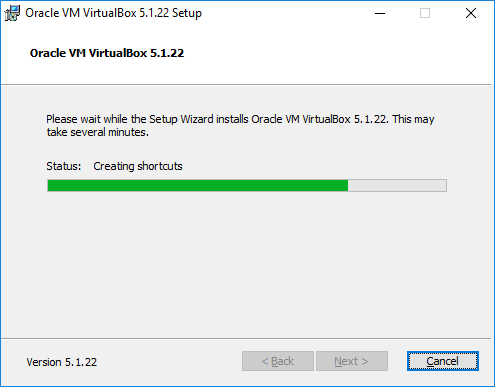 Oracle VM VirtualBox 5.1.22 Setup
Oracle VM VirtualBox 5.1.22
Please wait while the Setup Wizard installs Oracle VM VirtualBox 5.1.22. This may
take several minutes.
Status: Creating shortcuts
Version 5.1.22
< Back
Next >
Cancel